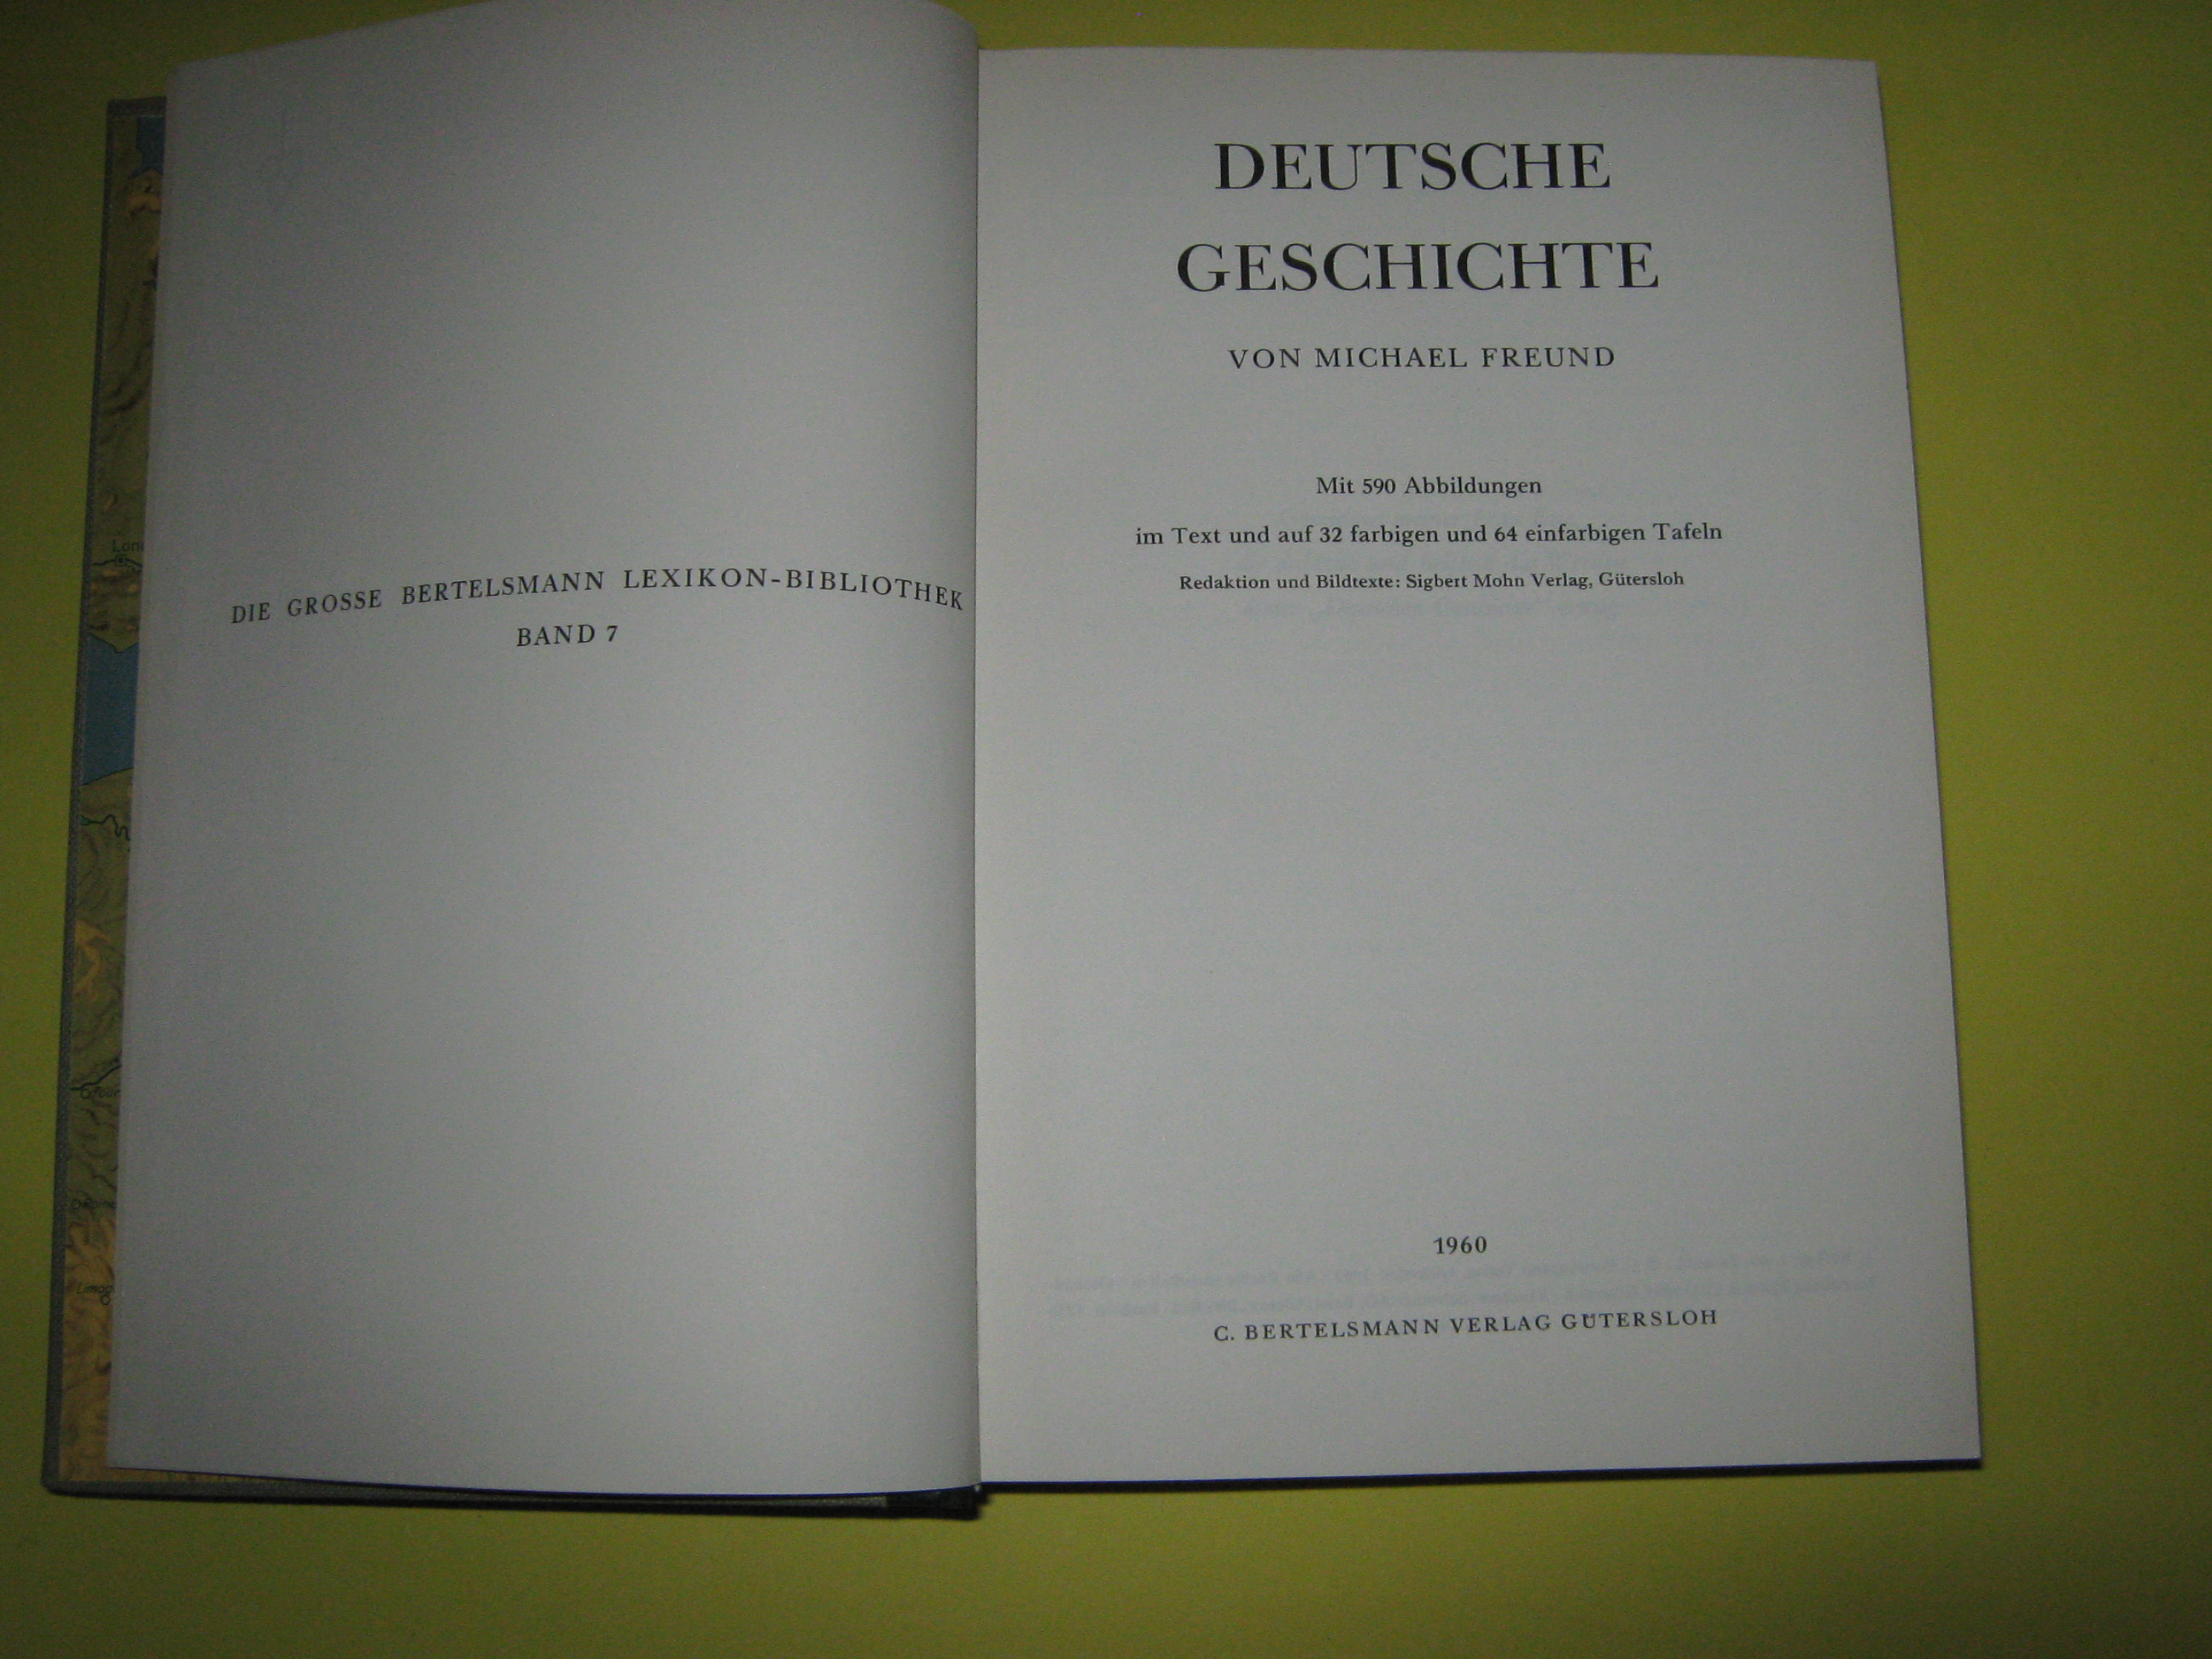 DIE GROSSE BERTELSMANN LEXIKON-BIBLIOTHEK
BAND 7
DEUTSCHE
GESCHICHTE
VON MICHAEL FREUND
Mit 590 Abbildungen
im Text und auf 32 farbigen und 64 einfarbigen Tafeln
Redaktion und Bildtexte: Sigbert Mohn Verlag, Gütersloh
1960
C. BERTELSMANN VERLAG GÜTERSLOH